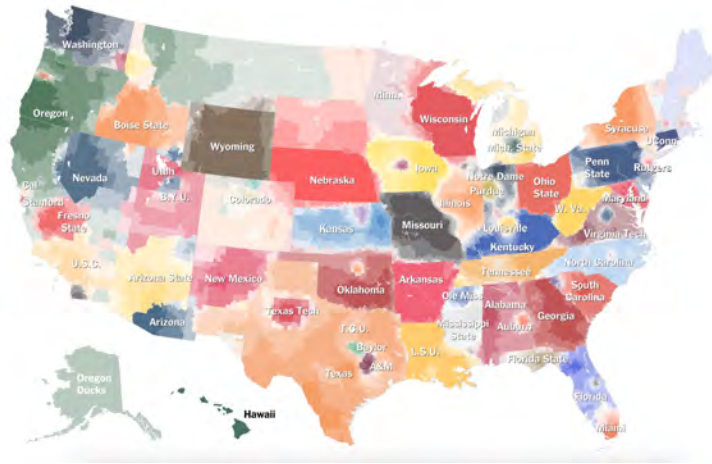 Washington
Oregon
Boise State
Wyoming
Minn.
Wisconsin
Michigan
Mich. State
Syracuse
UConn
Nevada
Utah
B.Y.U.
Nebraska
Iowa
Notre Dame
Purdue
Illinois
Ohio
State
Penn
State
Rutgers
Cal
Stanford
Fresno
State
Colorado
Kansas
Missouri
Louisville
Kentucky
W. Va.
Maryland
Virginia Tech
U.S.C.
Arizona State
New Mexico
Oklahoma
Arkansas
Tennessee
North Carolina
Arizona
Texas Tech
T.C.U.
Baylor
A&M
Texas
Ole Miss
Mississippi
State
Alabama
Auburn
Georgia
South
Carolina
L.S.U.
Florida State
Florida
Miami
Oregon
Ducks
Hawaii